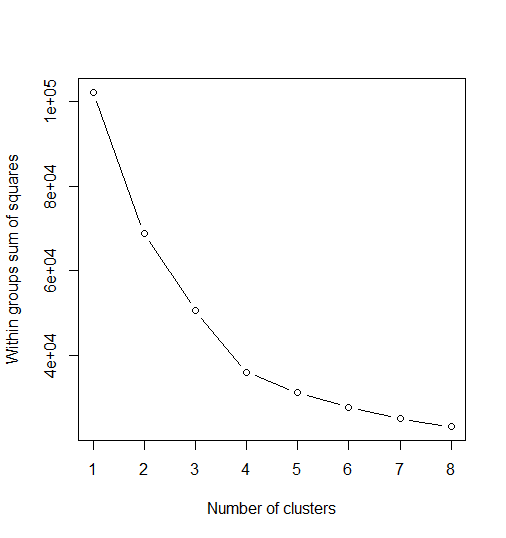 1e+05
8e+04
6e+04
4e+04
Within groups sum of squares
1 2 3 4 5 6 7 8
Number of clusters